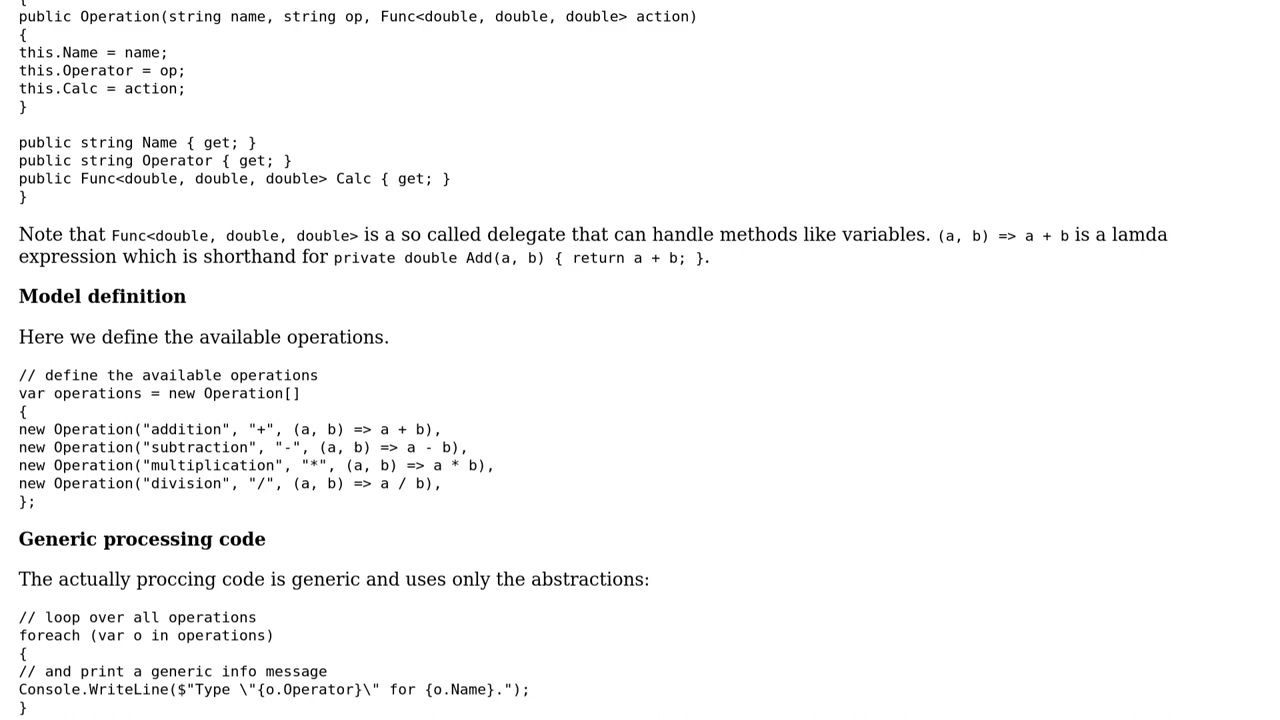 {
public Operation(string name, string op, Func<double, double, double> action)
{
this.Name = name;
this.Operator = op;
this.Calc = action;
}
public string Name { get; }
public string Operator { get; }
public Func<double, double, double> Calc { get; }
}
Note that Func<double, double, double> is a so called delegate that can handle methods like variables. (a, b) => a + b is a lamda
expression which is shorthand for private double Add(a, b) { return a + b; }.
Model definition
Here we define the available operations.
// define the available operations
var operations = new Operation[]
{
new Operation("addition", "+", (a, b) => a + b),
new Operation("subtraction", "-", (a, b) => a - b),
new Operation("multiplication", "*", (a, b) => a * b),
new Operation("division", "/", (a, b) => a / b),
};
Generic processing code
The actually proccing code is generic and uses only the abstractions:
// loop over all operations
foreach (var o in operations)
{
// and print a generic info message
Console.WriteLine($"Type \"{o.Operator}\" for {o.Name}.");
}